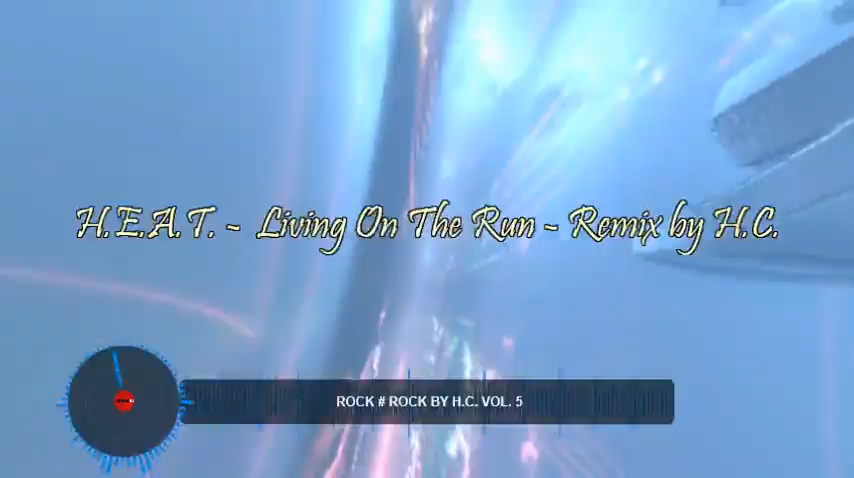 H.E.A.T. - Living On The Run - Remix by H.C.
ROCK # ROCK BY H.C. VOL. 5